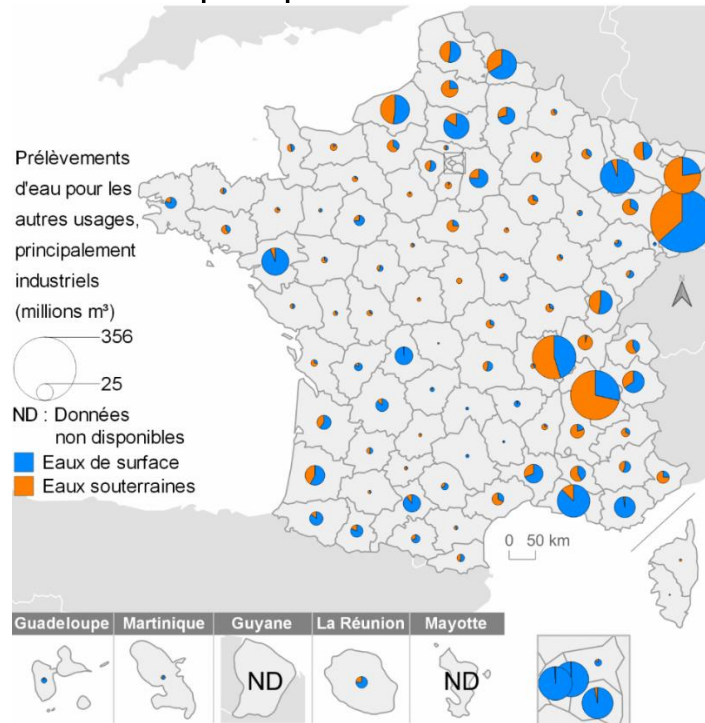 Prélèvements
d'eau pour les
autres usages,
principalement
industriels
(millions m³)
356
25
ND : Données
non disponibles
Eaux de surface
Eaux souterraines
N
0 50 km
Guadeloupe Martinique Guyane La Réunion Mayotte
ND ND